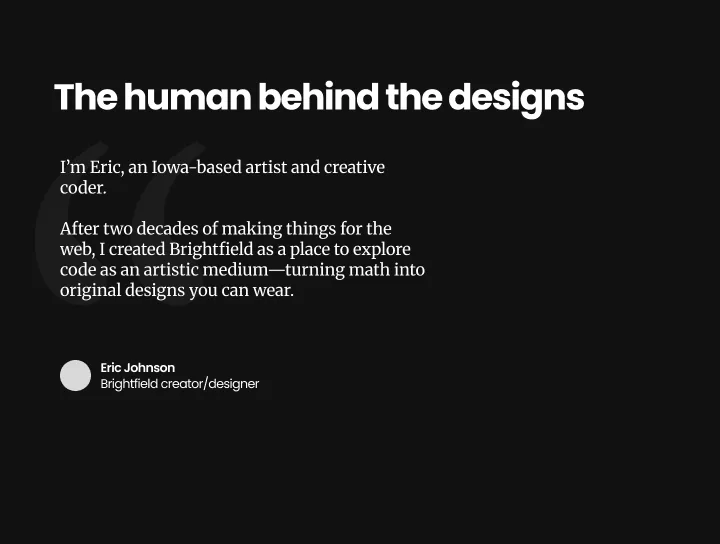 The human behind the designs
I’m Eric, an Iowa-based artist and creative
coder.
After two decades of making things for the
web, I created Brightfield as a place to explore
code as an artistic medium—turning math into
original designs you can wear.
Eric Johnson
Brightfield creator/designer